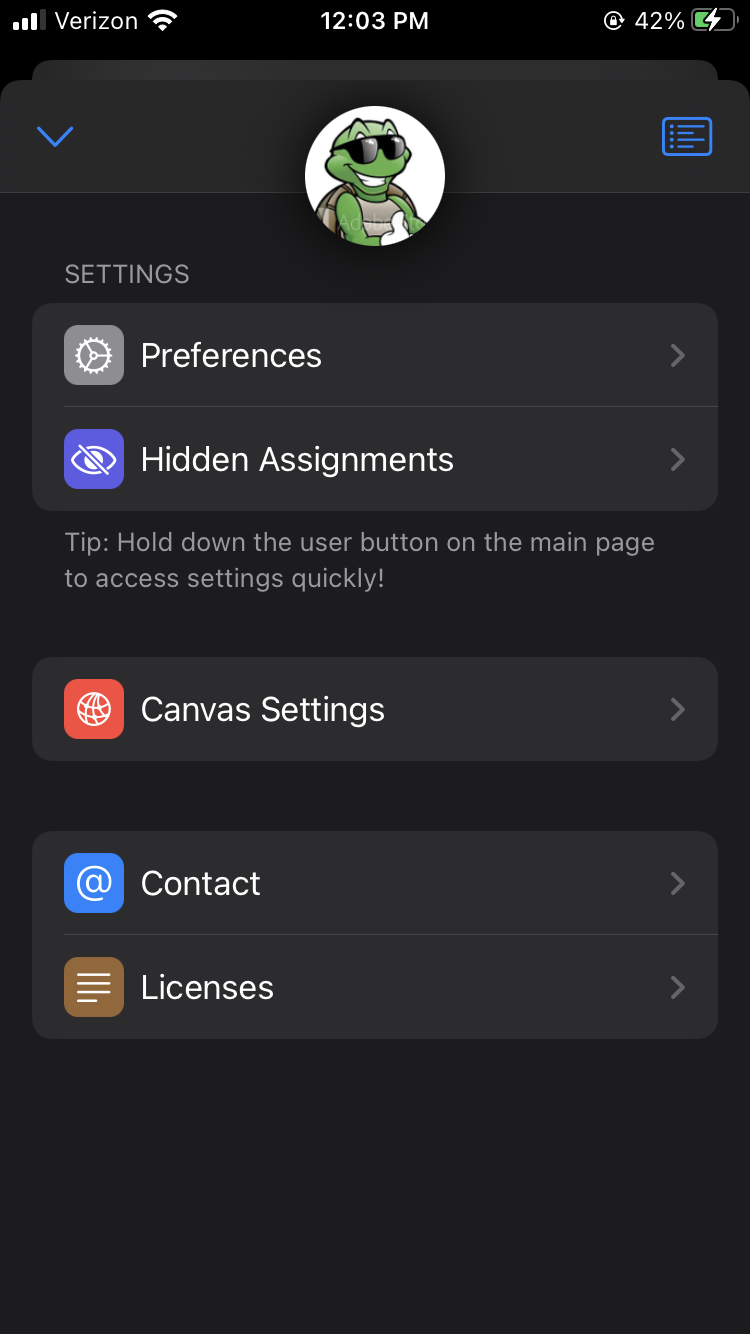 Verizon 12:03 PM 42%
SETTINGS
Preferences
Hidden Assignments
Tip: Hold down the user button on the main page
to access settings quickly!
Canvas Settings
@ Contact
Licenses